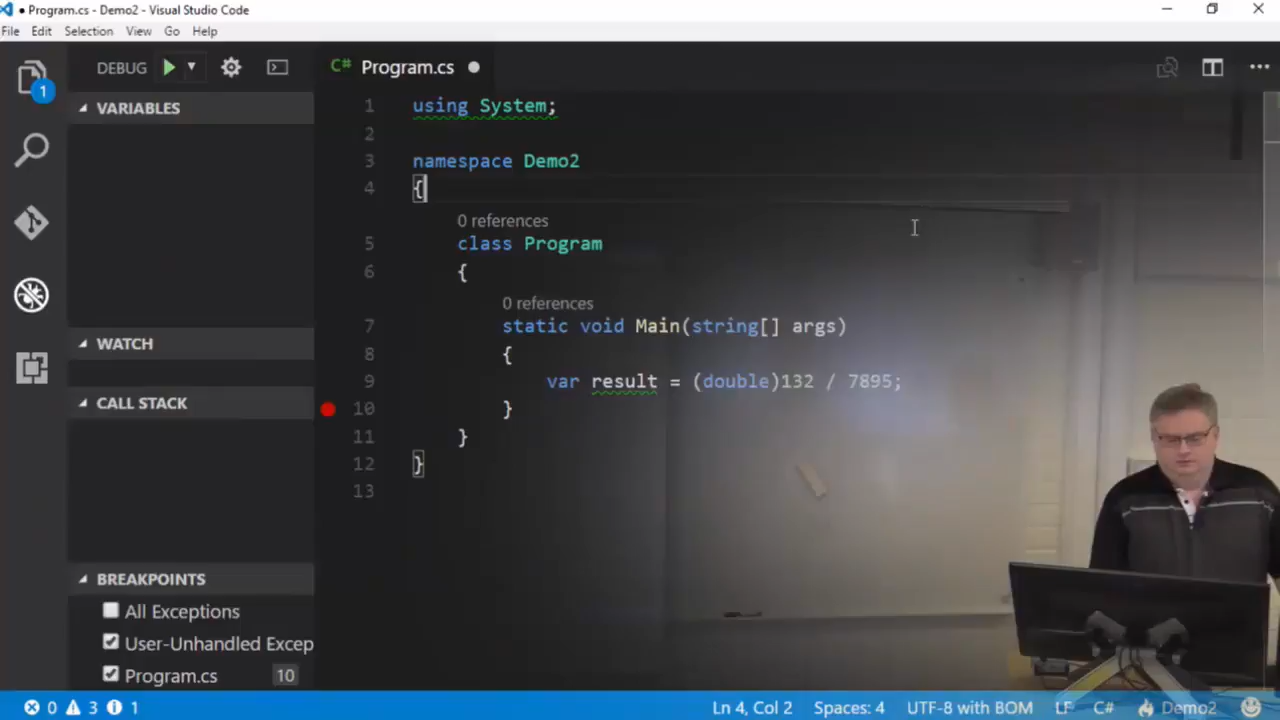 ● Program.cs - Demo2 - Visual Studio Code
File Edit Selection View Go Help
1
DEBUG
C# Program.cs ●
VARIABLES
WATCH
CALL STACK
BREAKPOINTS
All Exceptions
User-Unhandled Excep
Program.cs 10
1 using System;
2
3 namespace Demo2
4 {
0 references
5 class Program
6 {
0 references
7 static void Main(string[] args)
8 {
9 var result = (double)132 / 7895;
10 }
11 }
12 }
13
0 3 1 Ln 4, Col 2 Spaces: 4 UTF-8 with BOM LF C# Demo2